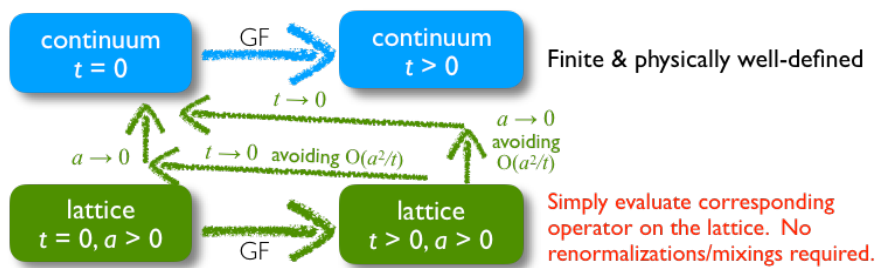 continuum
t = 0
GF
continuum
t > 0
Finite & physically well-defined
t → 0
a → 0
avoiding
O(a²/t)
a → 0
t → 0 avoiding O(a²/t)
lattice
t = 0, a > 0
GF
lattice
t > 0, a > 0
Simply evaluate corresponding
operator on the lattice. No
renormalizations/mixings required.